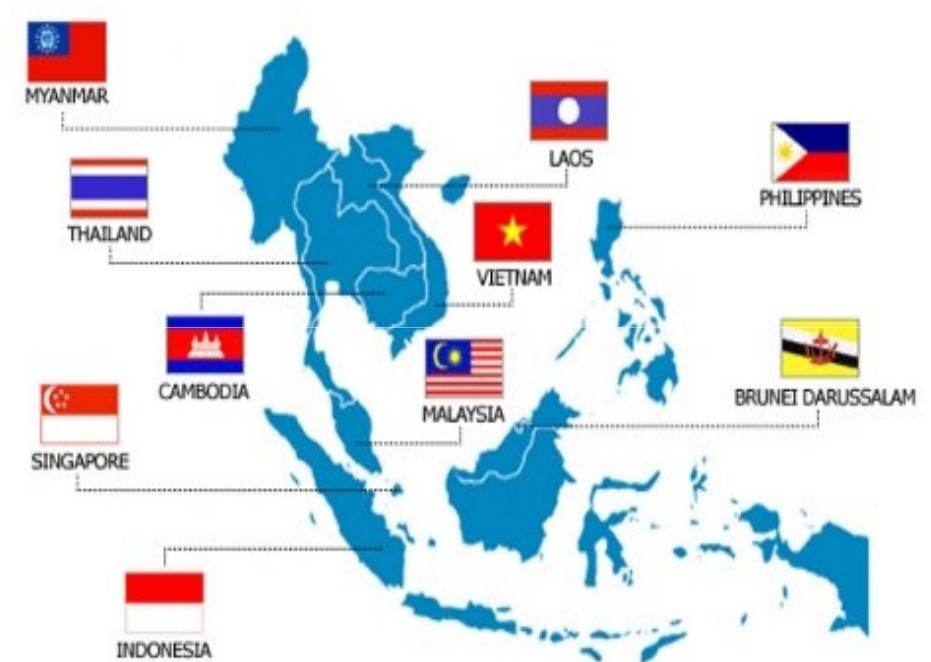 MYANMAR
LAOS
PHILIPPINES
THAILAND
VIETNAM
CAMBODIA
MALAYSIA
BRUNEI DARUSSALAM
SINGAPORE
INDONESIA